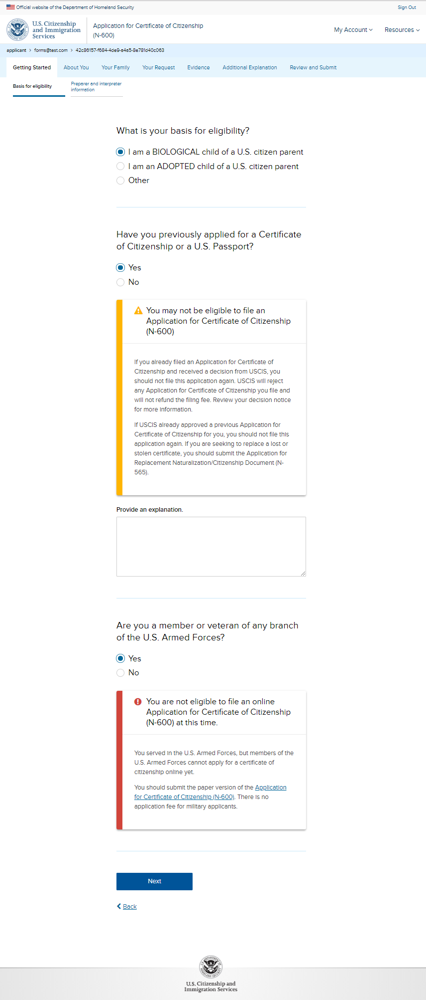 Official website of the Department of Homeland Security
Sign Out
U.S. Citizenship
and Immigration
Services
Application for Certificate of Citizenship
(N-600)
My Account
Resources
applicant > forms@test.com > 42c86157-f684-4de9-a4a5-8e781d40c063
Getting Started
About You
Your Family
Your Request
Evidence
Additional Explanation
Review and Submit
Basis for eligibility
Preparer and interpreter
information
What is your basis for eligibility?
I am a BIOLOGICAL child of a U.S. citizen parent
I am an ADOPTED child of a U.S. citizen parent
Other
Have you previously applied for a Certificate
of Citizenship or a U.S. Passport?
Yes
No
You may not be eligible to file an
Application for Certificate of Citizenship
(N-600)
If you already filed an Application for Certificate of
Citizenship and received a decision from USCIS, you
should not file this application again. USCIS will reject
any Application for Certificate of Citizenship you file and
will not refund the filing fee. Review your decision notice
for more information.
If USCIS already approved a previous Application for
Certificate of Citizenship for you, you should not file this
application again. If you are seeking to replace a lost or
stolen certificate, you should submit the Application for
Replacement Naturalization/Citizenship Document (N-
565).
Provide an explanation.
Are you a member or veteran of any branch
of the U.S. Armed Forces?
Yes
No
You are not eligible to file an online
Application for Certificate of Citizenship
(N-600) at this time.
You served in the U.S. Armed Forces, but members of the
U.S. Armed Forces cannot apply for a certificate of
citizenship online yet.
You should submit the paper version of the Application
for Certificate of Citizenship (N-600). There is no
application fee for military applicants.
Next
Back
U.S. Citizenship and
Immigration Services